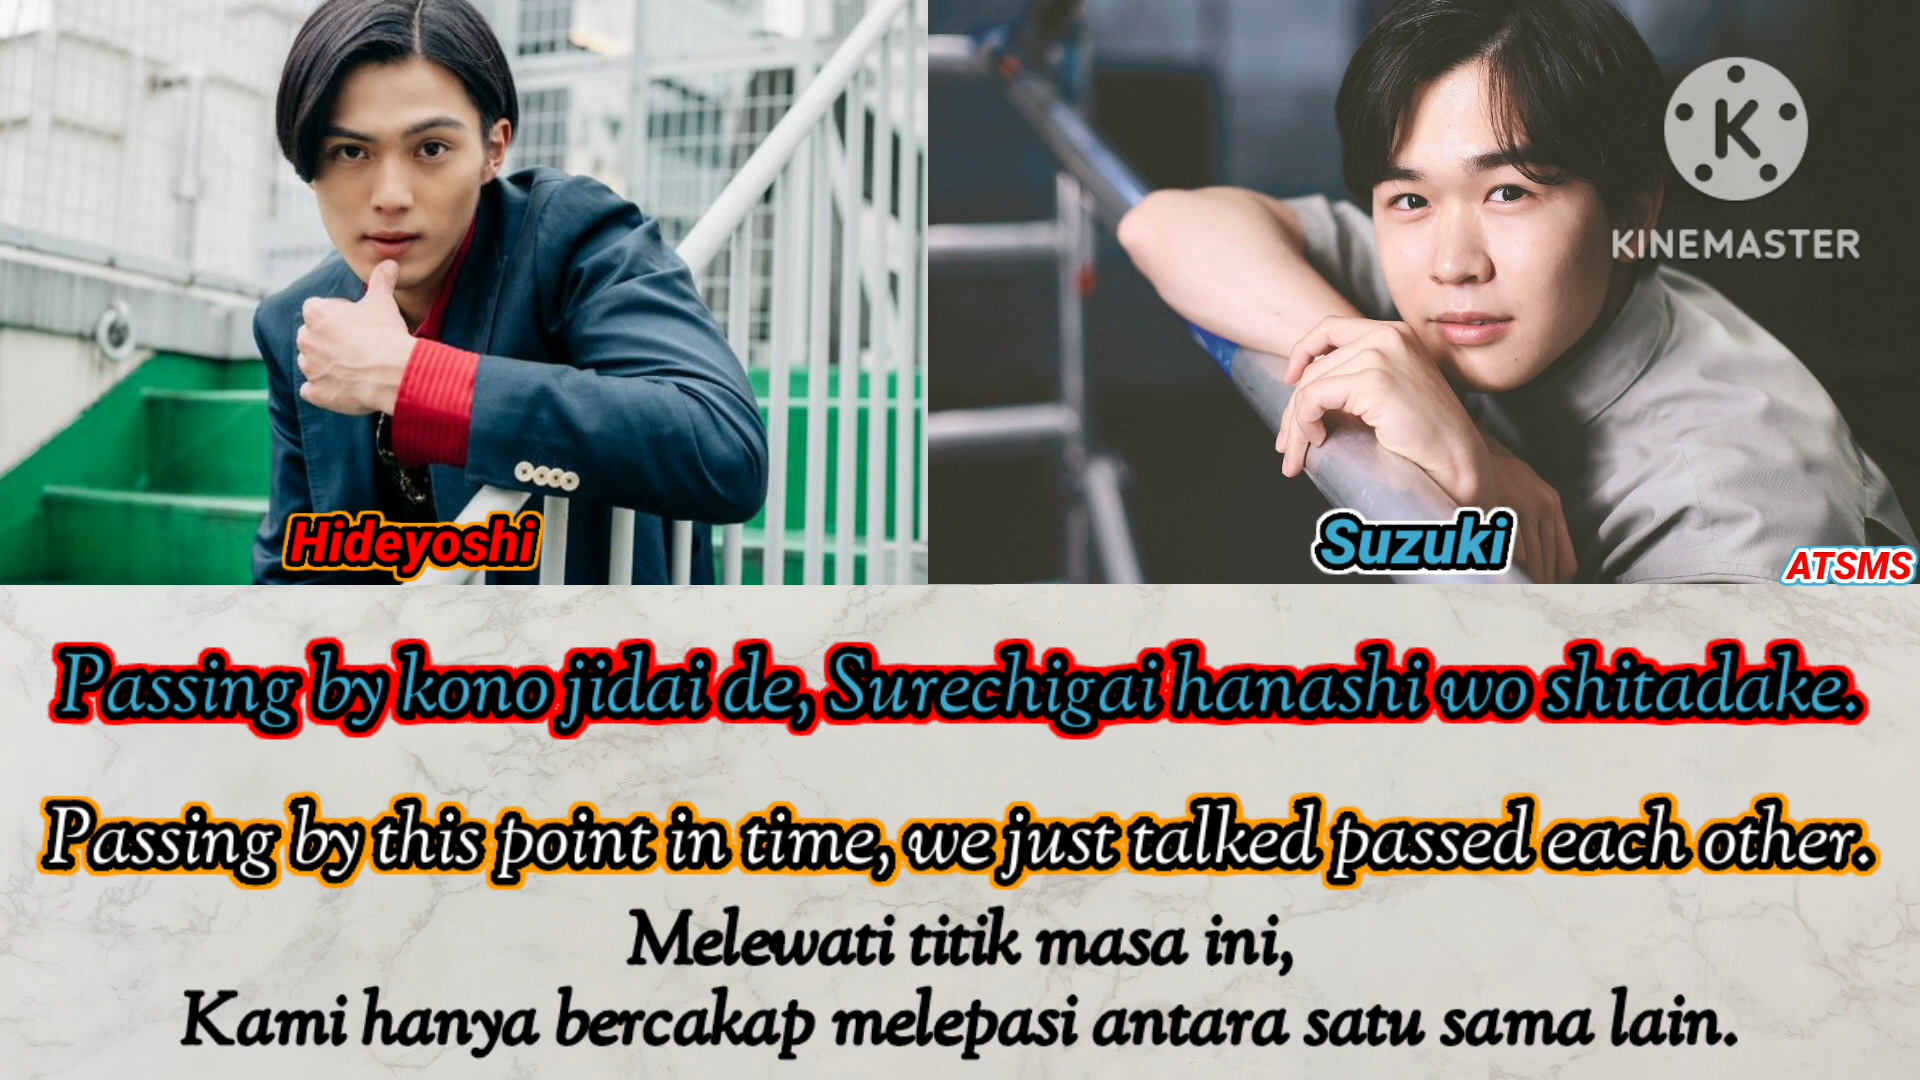 K
KINEMASTER
Hideyoshi
Suzuki
ATSMS
Passing by kono jidai de, Surechigai hanashi wo shitadake.
Passing by this point in time, we just talked passed each other.
Melewati titik masa ini,
Kami hanya bercakap melepasi antara satu sama lain.